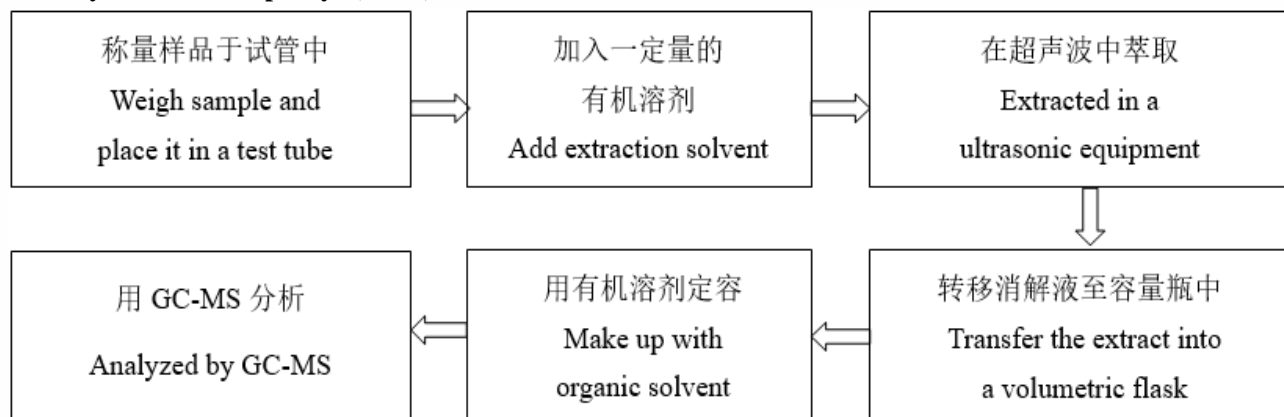 称量样品于试管中
Weigh sample and
place it in a test tube
加入一定量的
有机溶剂
Add extraction solvent
在超声波中萃取
Extracted in a
ultrasonic equipment
转移消解液至容量瓶中
Transfer the extract into
a volumetric flask
用有机溶剂定容
Make up with
organic solvent
用 GC-MS 分析
Analyzed by GC-MS